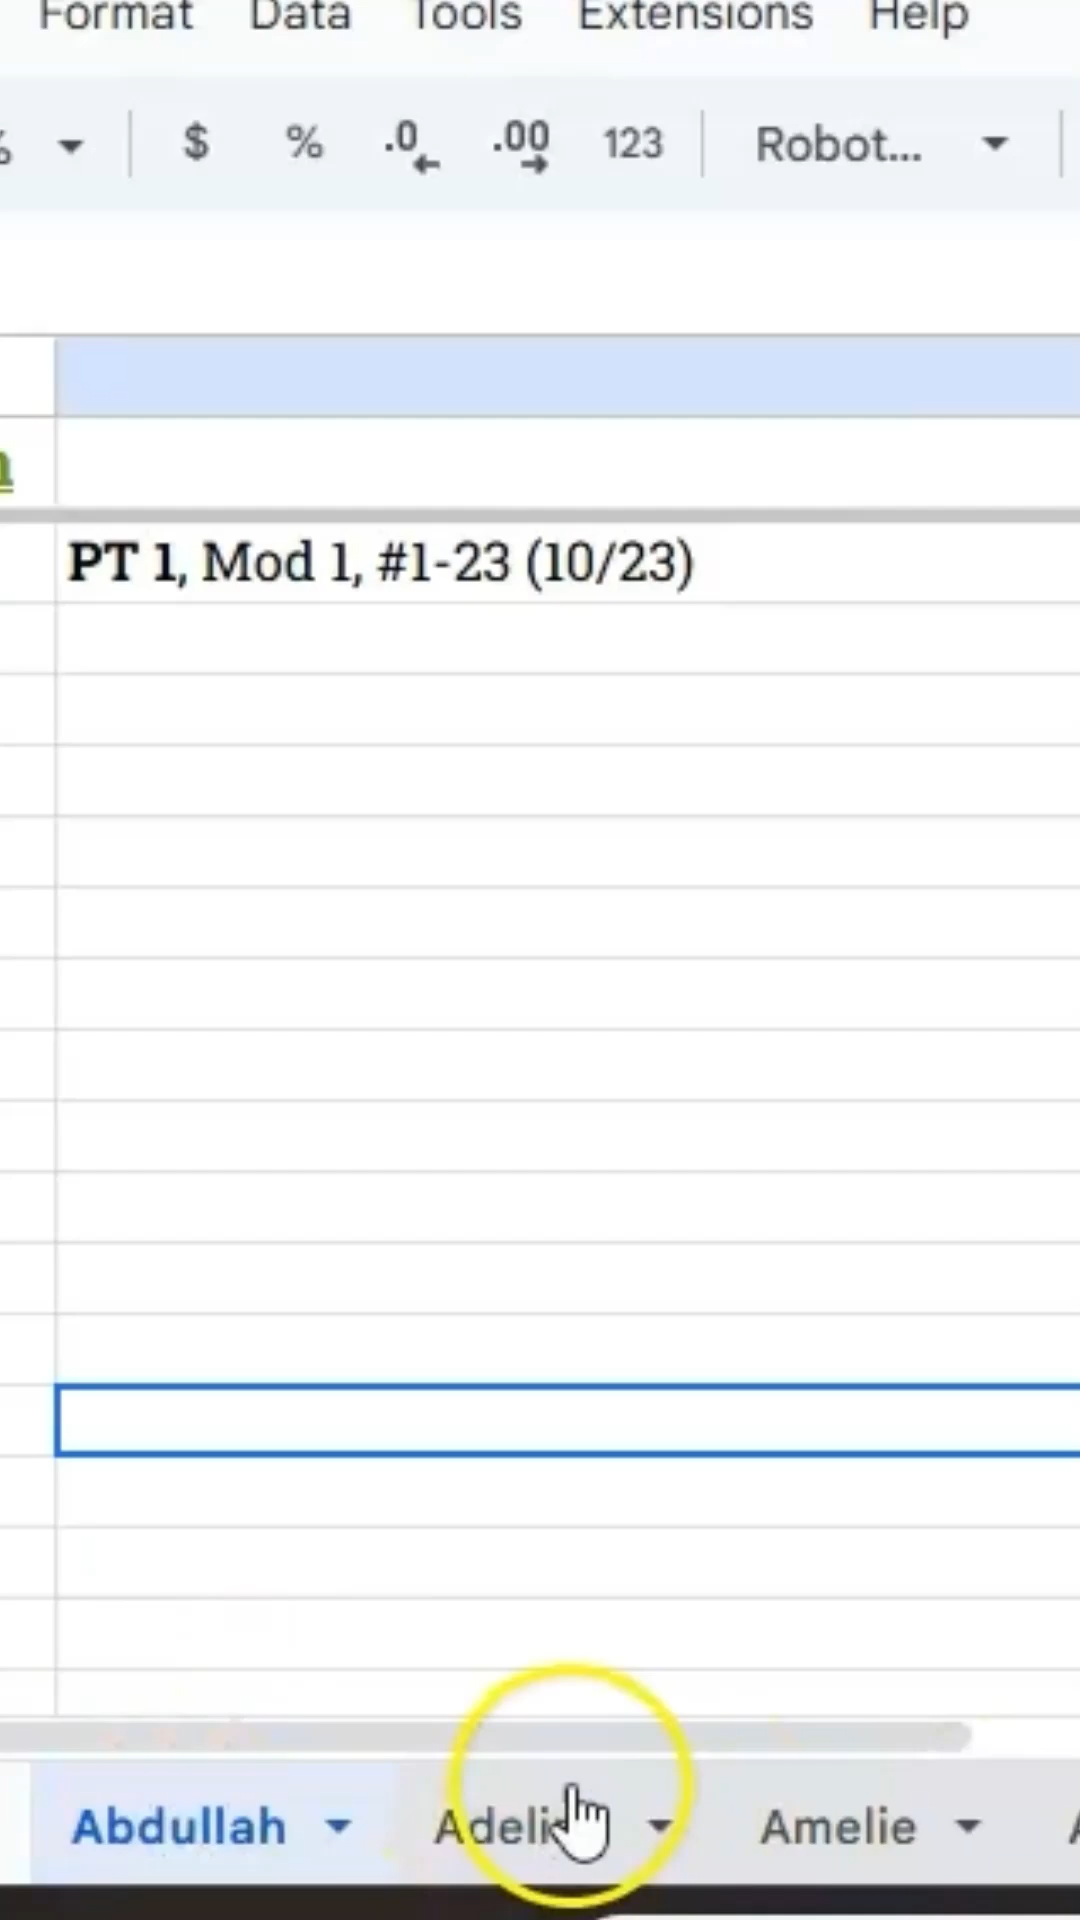 Format Data Tools Extensions Help
% $ % .0 .00 123 Robot...
PT 1, Mod 1, #1-23 (10/23)
Abdullah Amelie